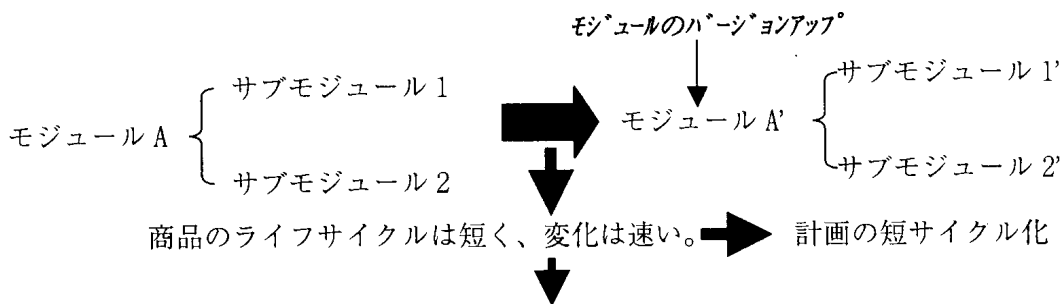 モジュールのバージョンアップ
サブモジュール 1
モジュール A
サブモジュール 2
モジュール A'
サブモジュール 1'
サブモジュール 2'
商品のライフサイクルは短く、変化は速い。
計画の短サイクル化